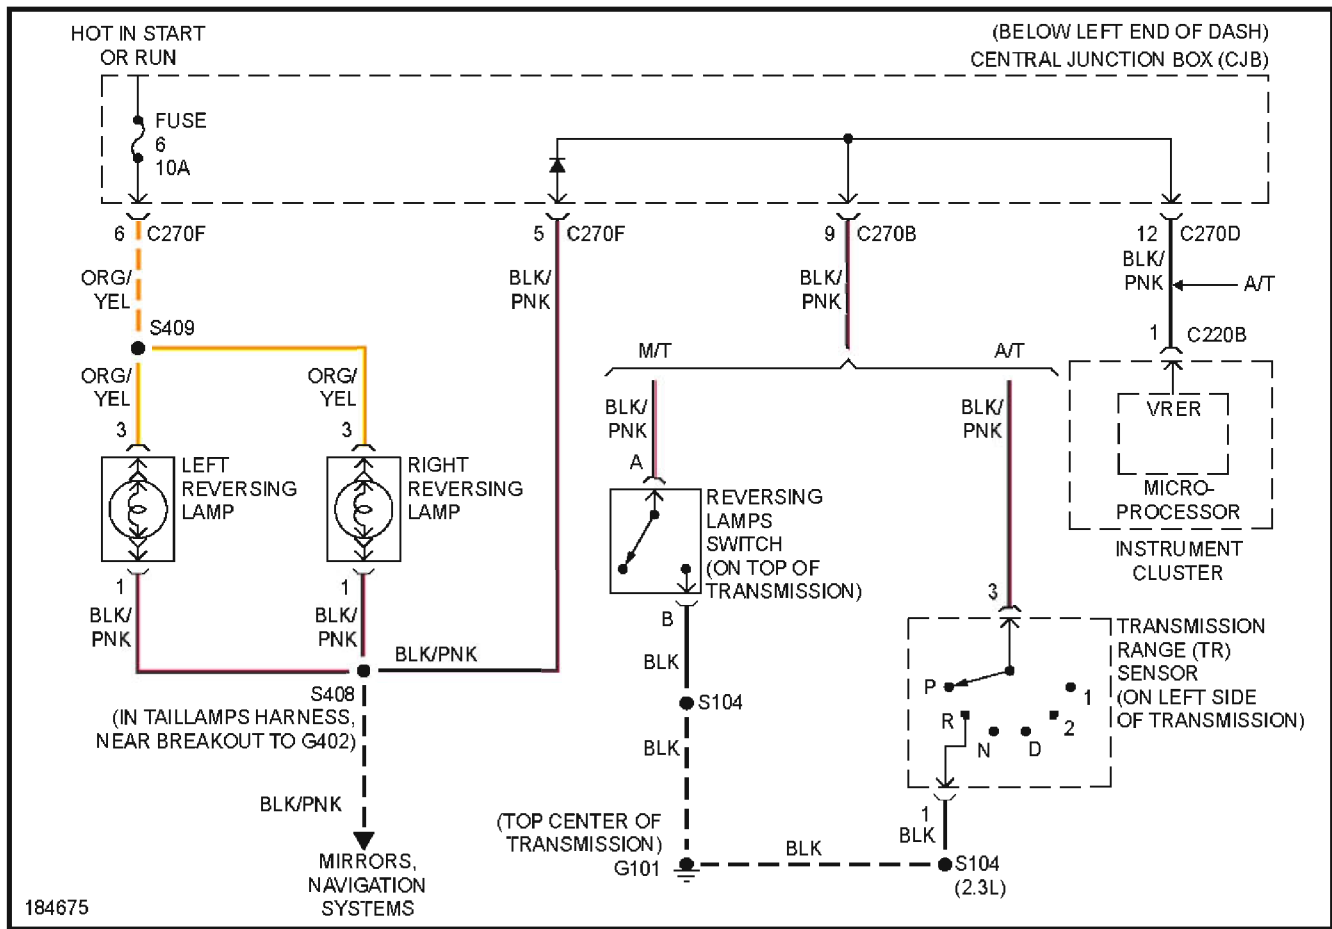 HOT IN START
OR RUN
(BELOW LEFT END OF DASH)
CENTRAL JUNCTION BOX (CJB)
FUSE
6
10A
6 C270F
5 C270F
9 C270B
12 C270D
ORG/
YEL
BLK/
PNK
BLK/
PNK
BLK/
PNK
A/T
S409
1 C220B
M/T
A/T
ORG/
YEL
ORG/
YEL
BLK/
PNK
BLK/
PNK
VRER
MICRO-
PROCESSOR
INSTRUMENT
CLUSTER
3
3
A
LEFT
REVERSING
LAMP
RIGHT
REVERSING
LAMP
REVERSING
LAMPS
SWITCH
(ON TOP OF
TRANSMISSION)
1
1
B
3
BLK/
PNK
BLK/
PNK
BLK/PNK
BLK
TRANSMISSION
RANGE (TR)
SENSOR
(ON LEFT SIDE
OF TRANSMISSION)
P
R
N
D
2
1
S408
(IN TAILLAMPS HARNESS,
NEAR BREAKOUT TO G402)
S104
BLK
BLK/PNK
MIRRORS,
NAVIGATION
SYSTEMS
(TOP CENTER OF
TRANSMISSION)
G101
BLK
1
BLK
S104
(2.3L)
184675